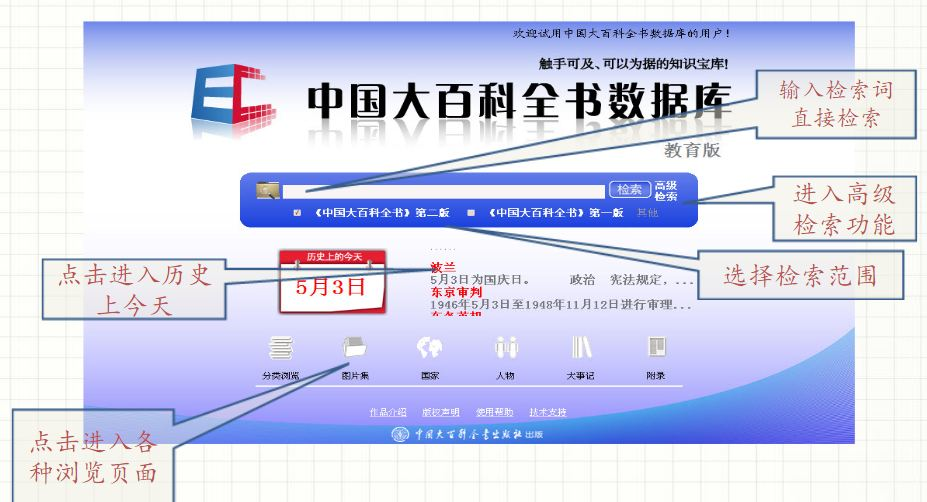 欢迎试用中国大百科全书数据库的用户!
触手可及、可以为据的知识宝库!
EC
中国大百科全书数据库
教育版
输入检索词
直接检索
检索
高级
检索
《中国大百科全书》第二版
《中国大百科全书》第一版
其他
进入高级
检索功能
选择检索范围
点击进入历史
上今天
历史上的今天
5月3日
......
波兰
5月3日为国庆日。 政治 宪法规定，...
东京审判
1946年5月3日至1948年11月12日进行审理...
分类浏览
图片集
国家
人物
大事记
附录
点击进入各
种浏览页面
作品介绍 版权声明 使用帮助 技术支持
中国大百科全书出版社 出版